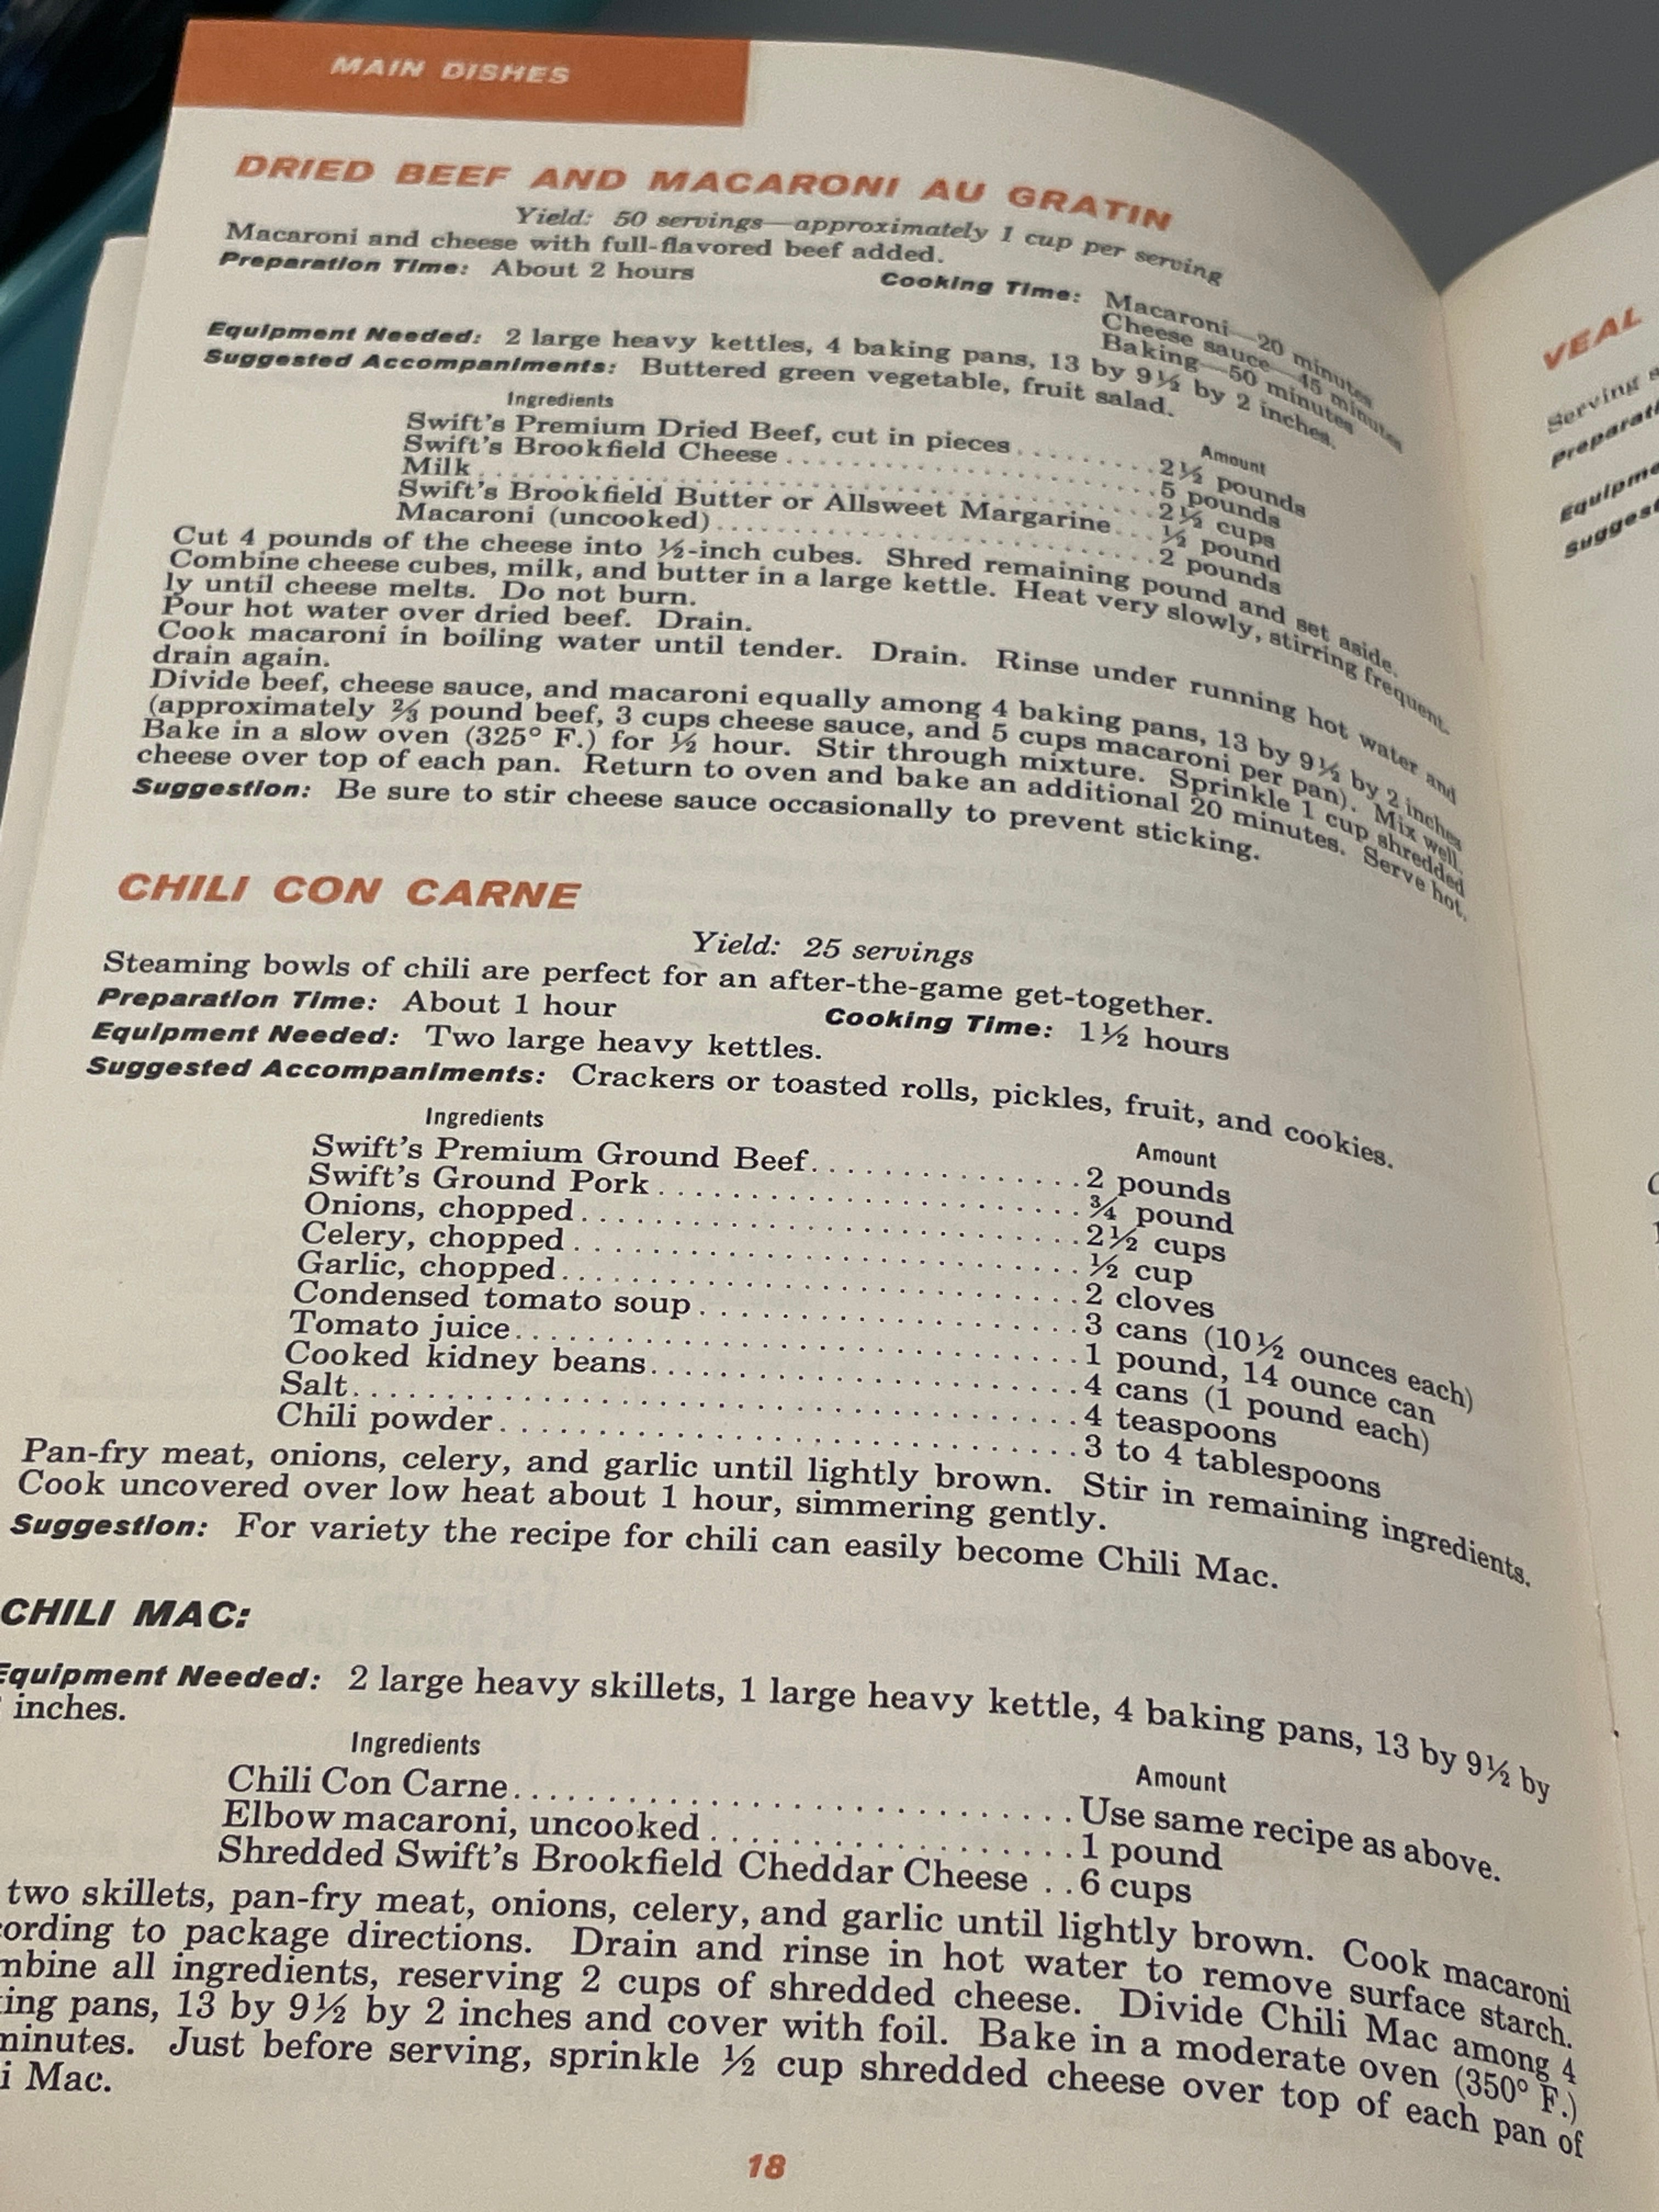 MAIN DISHES
DRIED BEEF AND MACARONI AU GRATIN
Yield: 50 servings—approximately 1 cup per serving
Macaroni and cheese with full-flavored beef added.
Preparation Time: About 2 hours
Cooking Time: Macaroni—20 minutes
Cheese sauce—45 minutes
Baking—50 minutes
Equipment Needed: 2 large heavy kettles, 4 baking pans, 13 by 9½ by 2 inches.
Suggested Accompaniments: Buttered green vegetable, fruit salad.
Ingredients Amount
Swift's Premium Dried Beef, cut in pieces.........2½ pounds
Swift's Brookfield Cheese.........5 pounds
Milk.........2½ cups
Swift's Brookfield Butter or Allsweet Margarine...½ pound
Macaroni (uncooked).........2 pounds
Cut 4 pounds of the cheese into ½-inch cubes. Shred remaining pound and set aside.
Combine cheese cubes, milk, and butter in a large kettle. Heat very slowly, stirring frequent-
ly until cheese melts. Do not burn.
Pour hot water over dried beef. Drain.
Cook macaroni in boiling water until tender. Drain. Rinse under running hot water and
drain again.
Divide beef, cheese sauce, and macaroni equally among 4 baking pans, 13 by 9½ by 2 inches
(approximately ⅔ pound beef, 3 cups cheese sauce, and 5 cups macaroni per pan). Mix well.
Bake in a slow oven (325° F.) for ½ hour. Stir through mixture. Sprinkle 1 cup shredded
cheese over top of each pan. Return to oven and bake an additional 20 minutes. Serve hot.
Suggestion: Be sure to stir cheese sauce occasionally to prevent sticking.
CHILI CON CARNE
Yield: 25 servings
Steaming bowls of chili are perfect for an after-the-game get-together.
Preparation Time: About 1 hour Cooking Time: 1½ hours
Equipment Needed: Two large heavy kettles.
Suggested Accompaniments: Crackers or toasted rolls, pickles, fruit, and cookies.
Ingredients Amount
Swift's Premium Ground Beef.........2 pounds
Swift's Ground Pork.........¾ pound
Onions, chopped.........2½ cups
Celery, chopped.........½ cup
Garlic, chopped.........2 cloves
Condensed tomato soup.........3 cans (10½ ounces each)
Tomato juice.........1 pound, 14 ounce can
Cooked kidney beans.........4 cans (1 pound each)
Salt.........4 teaspoons
Chili powder.........3 to 4 tablespoons
Pan-fry meat, onions, celery, and garlic until lightly brown. Stir in remaining ingredients.
Cook uncovered over low heat about 1 hour, simmering gently.
Suggestion: For variety the recipe for chili can easily become Chili Mac.
CHILI MAC:
Equipment Needed: 2 large heavy skillets, 1 large heavy kettle, 4 baking pans, 13 by 9½ by
inches.
Ingredients Amount
Chili Con Carne.........Use same recipe as above.
Elbow macaroni, uncooked.........1 pound
Shredded Swift's Brookfield Cheddar Cheese..6 cups
two skillets, pan-fry meat, onions, celery, and garlic until lightly brown. Cook macaroni
cording to package directions. Drain and rinse in hot water to remove surface starch.
mbine all ingredients, reserving 2 cups of shredded cheese. Divide Chili Mac among 4
ing pans, 13 by 9½ by 2 inches and cover with foil. Bake in a moderate oven (350° F.)
minutes. Just before serving, sprinkle ½ cup shredded cheese over top of each pan of
i Mac.
18
VEAL
Serving
Preparati
Equipme
Suggest